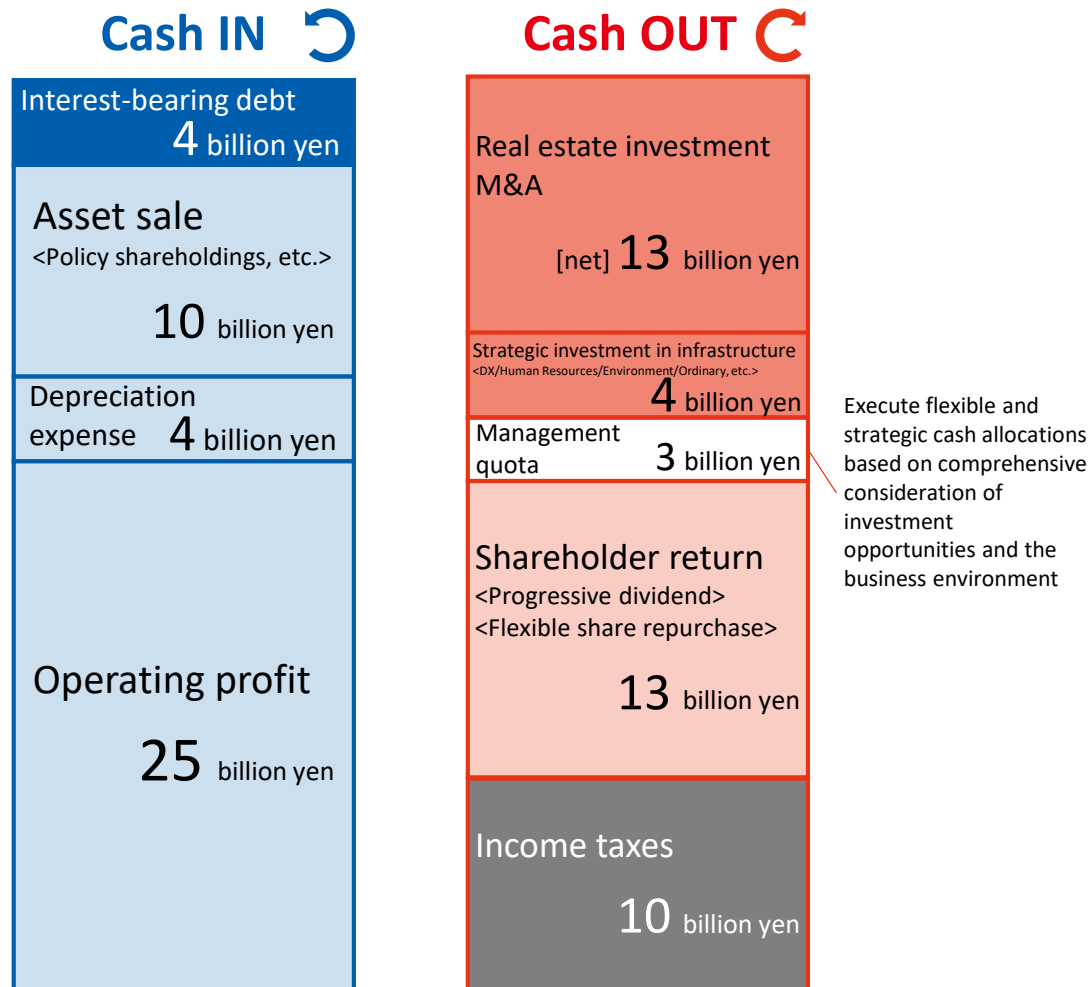 Cash IN
Interest-bearing debt
4 billion yen
Asset sale
<Policy shareholdings, etc.>
10 billion yen
Depreciation
expense 4 billion yen
Operating profit
25 billion yen
Cash OUT
Real estate investment
M&A
[net] 13 billion yen
Strategic investment in infrastructure
<DX/Human Resources/Environment/Ordinary, etc.>
4 billion yen
Management
quota 3 billion yen
Shareholder return
<Progressive dividend>
<Flexible share repurchase>
13 billion yen
Income taxes
10 billion yen
Execute flexible and
strategic cash allocations
based on comprehensive
consideration of
investment
opportunities and the
business environment